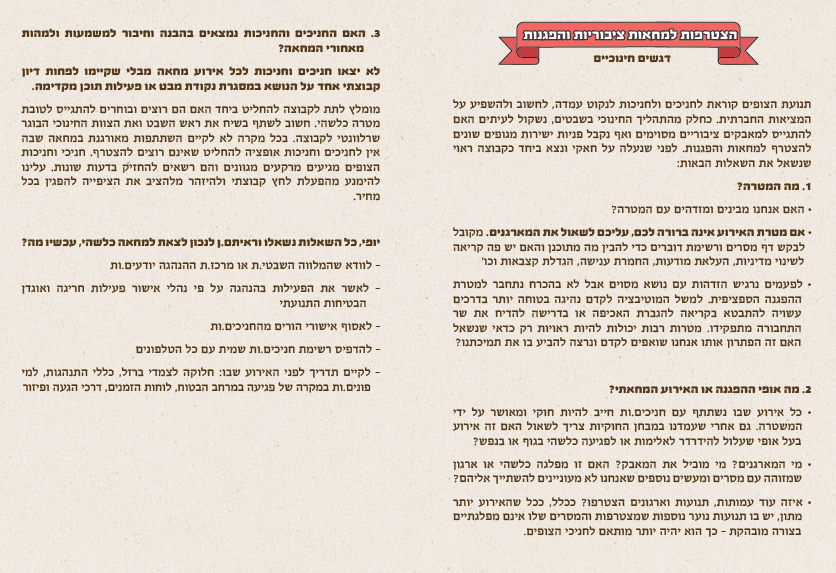 הצטרפות למחאות ציבוריות והפגנות
דגשים חינוכיים
תנועת הצופים קוראת לחניכים ולחניכות לנקוט עמדה, לחשוב ולהשפיע על
המציאות החברתית. כחלק מהתהליך החינוכי בשבטים, נשקול לעיתים האם
להתגייס למאבקים ציבוריים מסוימים ואף נקבל פניות ישירות מגופים שונים
להצטרף למחאות והפגנות. לפני שנעלה על חאקי ונצא ביחד כקבוצה ראוי
שנשאל את השאלות הבאות:
1. מה המטרה?
• האם אנחנו מבינים ומזדהים עם המטרה?
• אם מטרת האירוע אינה ברורה לכם, עליכם לשאול את המארגנים. מקובל
לבקש דף מסרים ורשימת דוברים כדי להבין מה מתוכנן והאם יש פה קריאה
לשינוי מדיניות, העלאת מודעות, החמרת ענישה, הגדלת קצבאות וכו'
• לפעמים נרגיש הזדהות עם נושא מסוים אבל לא בהכרח נתחבר למטרת
ההפגנה הספציפית. למשל המוטיבציה לקדם נהיגה בטוחה יותר בדרכים
עשויה להתבטא בקריאה להגברת האכיפה או בדרישה להדיח את שר
התחבורה מתפקידו. מטרות רבות יכולות להיות ראויות רק כדאי שנשאל
האם זה הפתרון אותו אנחנו שואפים לקדם ונרצה להביע בו את תמיכתנו?
2. מה אופי ההפגנה או האירוע המחאתי?
• כל אירוע שבו נשתתף עם חניכים.ות חייב להיות חוקי ומאושר על ידי
המשטרה. גם אחרי שעמדנו במבחן החוקיות צריך לשאול האם זה אירוע
בעל אופי שעלול להידרדר לאלימות או לפגיעה כלשהי בגוף או בנפש?
• מי המארגנים? מי מוביל את המאבק? האם זו מפלגה כלשהי או ארגון
שמזוהה עם מסרים ומעשים נוספים שאנחנו לא מעוניינים להשתייך אליהם?
• איזה עוד עמותות, תנועות וארגונים הצטרפו? ככלל, ככל שהאירוע יותר
מתון, יש בו תנועות נוער נוספות שמצטרפות והמסרים שלו אינם מפלגתיים
בצורה מובהקת – כך הוא יהיה יותר מותאם לחניכי הצופים.
3. האם החניכים והחניכות נמצאים בהבנה וחיבור למשמעות ולמהות
מאחורי המחאה?
לא יצאו חניכים וחניכות לכל אירוע מחאה מבלי שקיימו לפחות דיון
קבוצתי אחד על הנושא במסגרת נקודת מבט או פעילות תוכן מקדימה.
מומלץ לתת לקבוצה להחליט ביחד האם הם רוצים ובוחרים להתגייס לטובת
מטרה כלשהי. חשוב לשתף בשיח את ראש השבט ואת הצוות החינוכי הבוגר
שרלוונטי לקבוצה. בכל מקרה לא לקיים השתתפות מאורגנת במחאה שבה
אין לחניכים וחניכות אופציה להחליט שאינם רוצים להצטרף. חניכי וחניכות
הצופים מגיעים מרקעים מגוונים והם רשאים להחזיק בדעות שונות. עלינו
להימנע מהפעלת לחץ קבוצתי ולהיזהר מלהציב את הציפייה להפגין בכל
מחיר.
יופי, כל השאלות נשאלו וראיתם.ן לנכון לצאת למחאה כלשהי, עכשיו מה?
– לוודא שהמלווה השבטי.ת או מרכז.ת ההנהגה יודעים.ות
– לאשר את הפעילות בהנהגה על פי נהלי אישור פעילות חריגה ואוגדן
הבטיחות התנועתי
– לאסוף אישורי הורים מהחניכים.ות
– להדפיס רשימת חניכים.ות שמית עם כל הטלפונים
– לקיים תדריך לפני האירוע שבו: חלוקה לצמדי ברזל, כללי התנהגות, למי
פונים.ות במקרה של פגיעה במרחב הבטוח, לוחות הזמנים, דרכי הגעה ופיזור